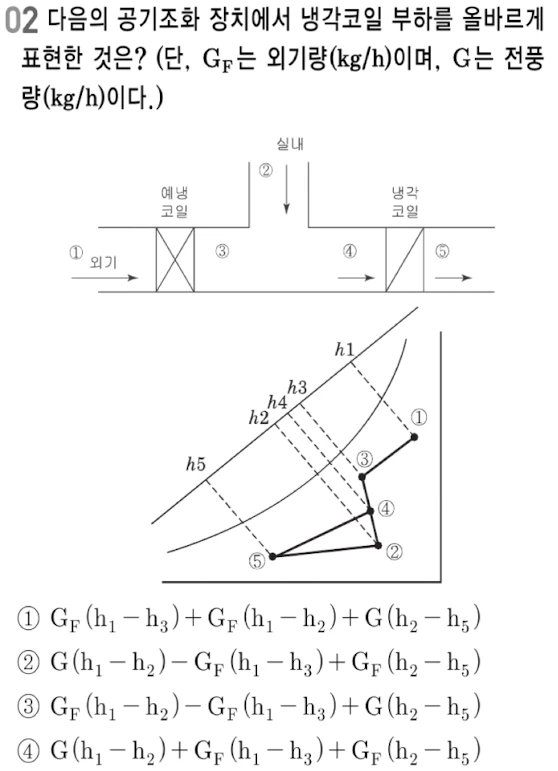 02 다음의 공기조화 장치에서 냉각코일 부하를 올바르게
표현한 것은? (단, G_F는 외기량(kg/h)이며, G는 전풍
량(kg/h)이다.)
실내
②
예냉
코일
냉각
코일
① 외기
③
④
⑤
h1
h3
h4
h2
h5
①
③
④
②
⑤
① G_F(h₁-h₃)+G_F(h₁-h₂)+G(h₂-h₅)
② G(h₁-h₂)-G_F(h₁-h₃)+G_F(h₂-h₅)
③ G_F(h₁-h₂)-G_F(h₁-h₃)+G(h₂-h₅)
④ G(h₁-h₂)+G_F(h₁-h₃)+G_F(h₂-h₅)